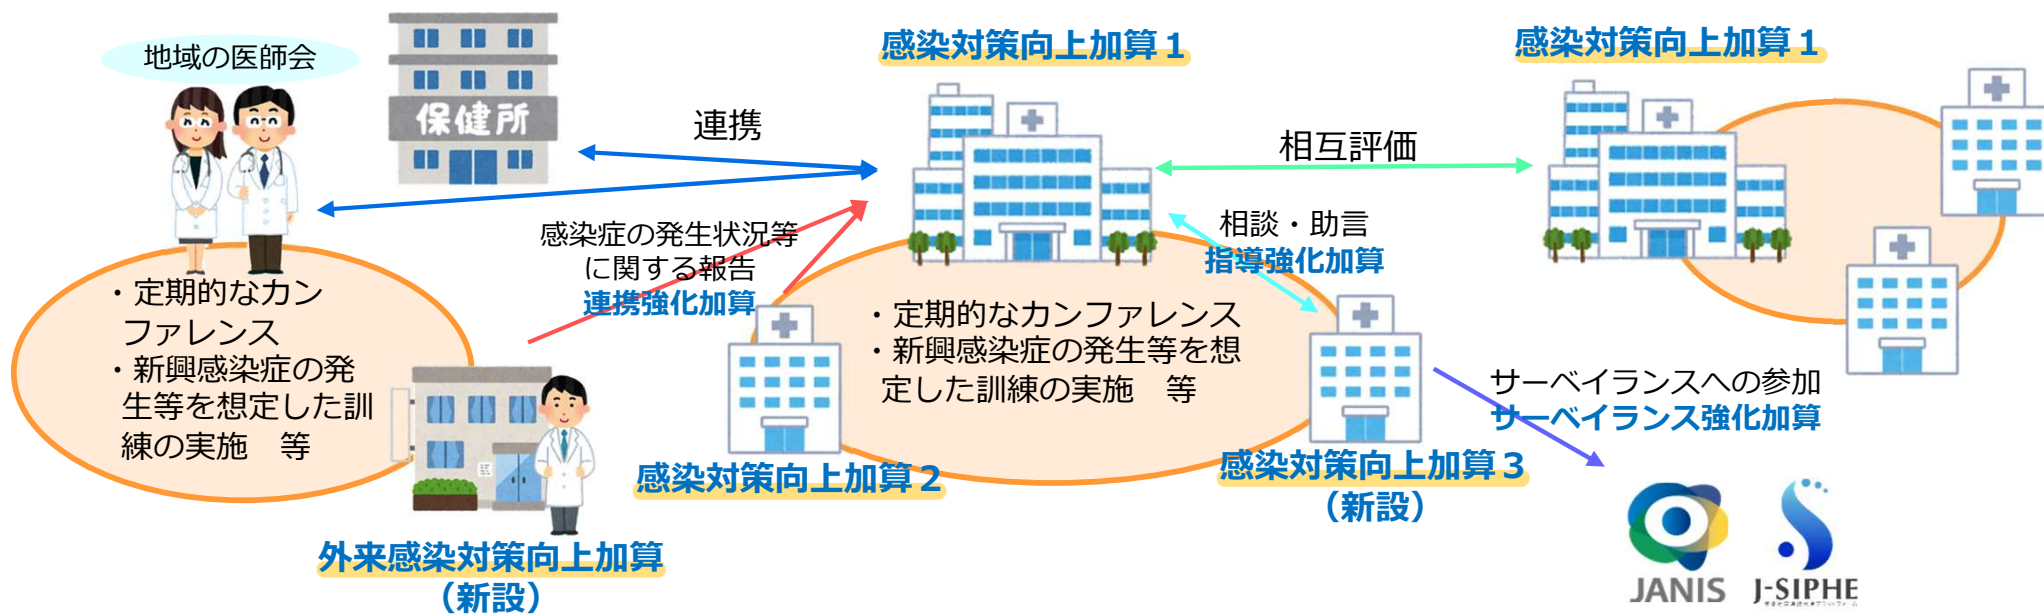 地域の医師会
保健所
連携
感染対策向上加算１
相互評価
感染対策向上加算１
感染症の発生状況等
に関する報告
連携強化加算
相談・助言
指導強化加算
・定期的なカン
ファレンス
・新興感染症の発
生等を想定した訓
練の実施　等
・定期的なカンファレンス
・新興感染症の発生等を想
定した訓練の実施　等
サーベイランスへの参加
サーベイランス強化加算
感染対策向上加算２
感染対策向上加算３
（新設）
外来感染対策向上加算
（新設）
JANIS
J-SIPHE